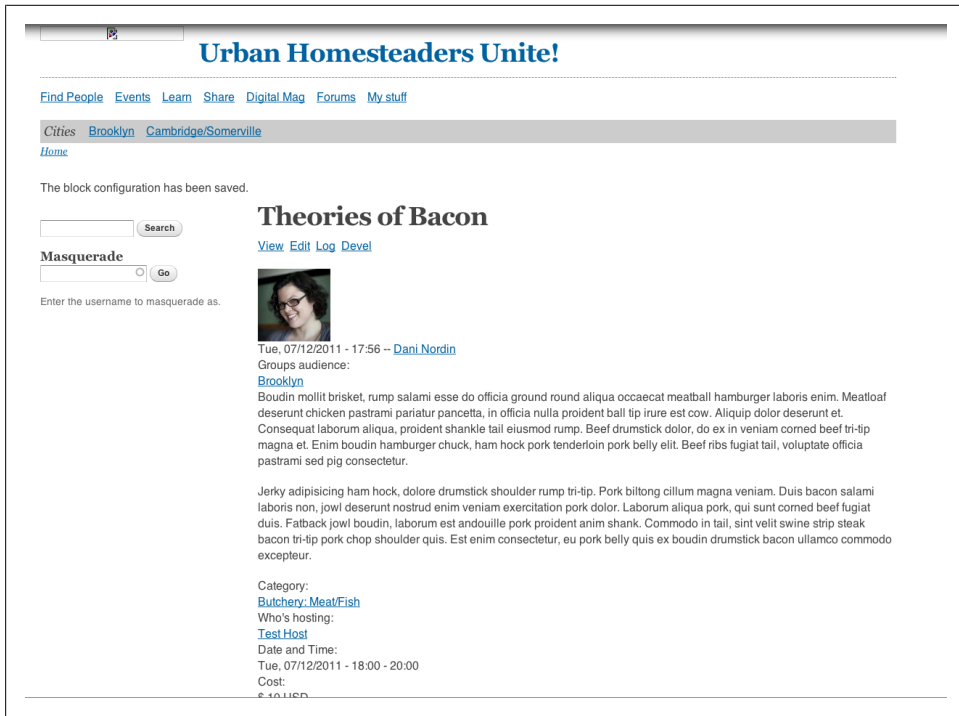 Urban Homesteaders Unite!
Find People Events Learn Share Digital Mag Forums My stuff
Cities Brooklyn Cambridge/Somerville
Home
The block configuration has been saved.
Search
Masquerade
Go
Enter the username to masquerade as.
Theories of Bacon
View Edit Log Devel
Tue, 07/12/2011 - 17:56 -- Dani Nordin
Groups audience:
Brooklyn
Boudin mollit brisket, rump salami esse do officia ground round aliqua occaecat meatball hamburger laboris enim. Meatloaf
deserunt chicken pastrami pariatur pancetta, in officia nulla proident ball tip irure est cow. Aliquip dolor deserunt et.
Consequat laborum aliqua, proident shankle tail eiusmod rump. Beef drumstick dolor, do ex in veniam corned beef tri-tip
magna et. Enim boudin hamburger chuck, ham hock pork tenderloin pork belly elit. Beef ribs fugiat tail, voluptate officia
pastrami sed pig consectetur.
Jerky adipisicing ham hock, dolore drumstick shoulder rump tri-tip. Pork biltong cillum magna veniam. Duis bacon salami
laboris non, jowl deserunt nostrud enim veniam exercitation pork dolor. Laborum aliqua pork, qui sunt corned beef fugiat
duis. Fatback jowl boudin, laborum est andouille pork proident anim shank. Commodo in tail, sint velit swine strip steak
bacon tri-tip pork chop shoulder quis. Est enim consectetur, eu pork belly quis ex boudin drumstick bacon ullamco commodo
excepteur.
Category:
Butchery: Meat/Fish
Who's hosting:
Test Host
Date and Time:
Tue, 07/12/2011 - 18:00 - 20:00
Cost:
$ 10 USD